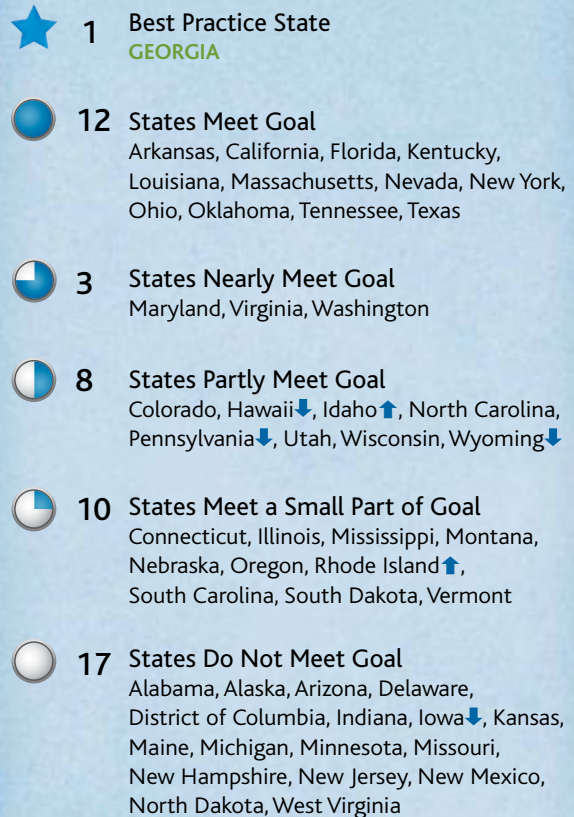 1 Best Practice State
GEORGIA
12 States Meet Goal
Arkansas, California, Florida, Kentucky,
Louisiana, Massachusetts, Nevada, New York,
Ohio, Oklahoma, Tennessee, Texas
3 States Nearly Meet Goal
Maryland, Virginia, Washington
8 States Partly Meet Goal
Colorado, Hawaii⬇, Idaho⬆, North Carolina,
Pennsylvania⬇, Utah, Wisconsin, Wyoming⬇
10 States Meet a Small Part of Goal
Connecticut, Illinois, Mississippi, Montana,
Nebraska, Oregon, Rhode Island⬆,
South Carolina, South Dakota, Vermont
17 States Do Not Meet Goal
Alabama, Alaska, Arizona, Delaware,
District of Columbia, Indiana, Iowa⬇, Kansas,
Maine, Michigan, Minnesota, Missouri,
New Hampshire, New Jersey, New Mexico,
North Dakota, West Virginia